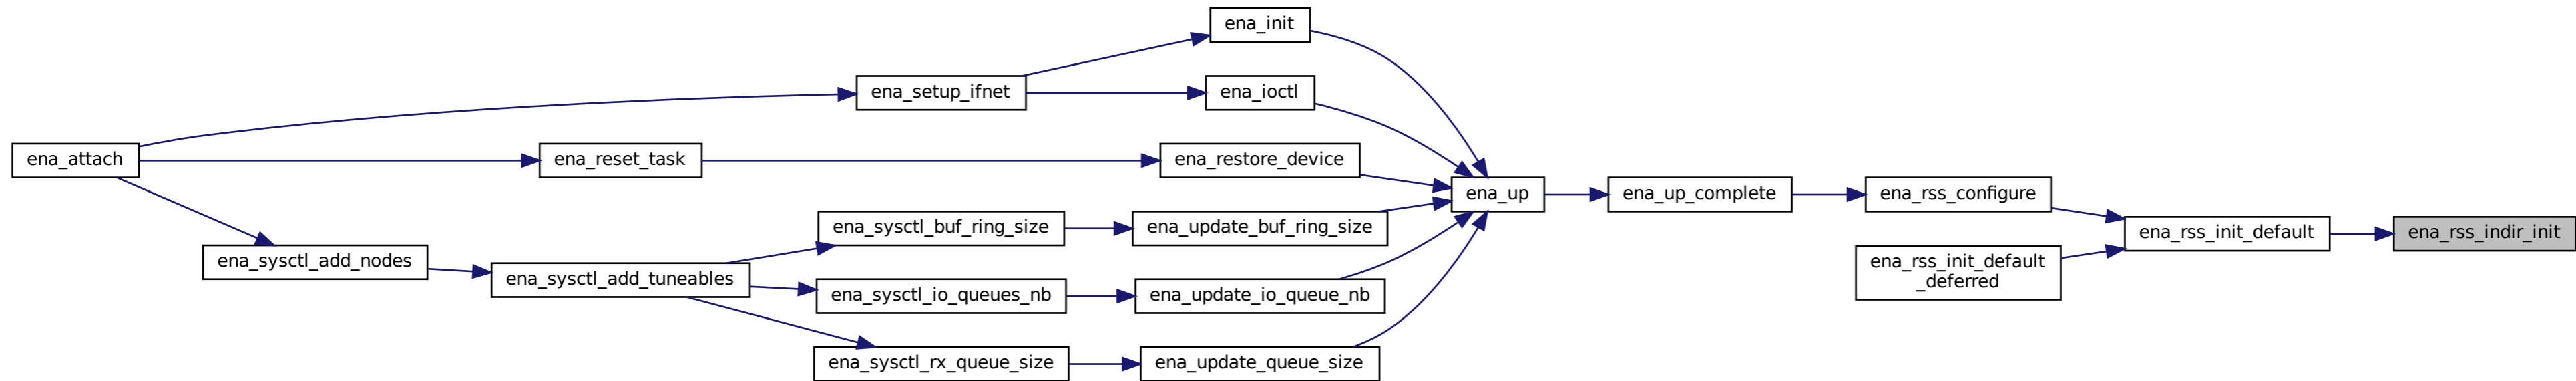 ena_init
ena_setup_ifnet
ena_ioctl
ena_attach
ena_reset_task
ena_restore_device
ena_up
ena_up_complete
ena_rss_configure
ena_sysctl_buf_ring_size
ena_update_buf_ring_size
ena_rss_init_default
ena_rss_indir_init
ena_sysctl_add_nodes
ena_sysctl_add_tuneables
ena_rss_init_default
_deferred
ena_sysctl_io_queues_nb
ena_update_io_queue_nb
ena_sysctl_rx_queue_size
ena_update_queue_size